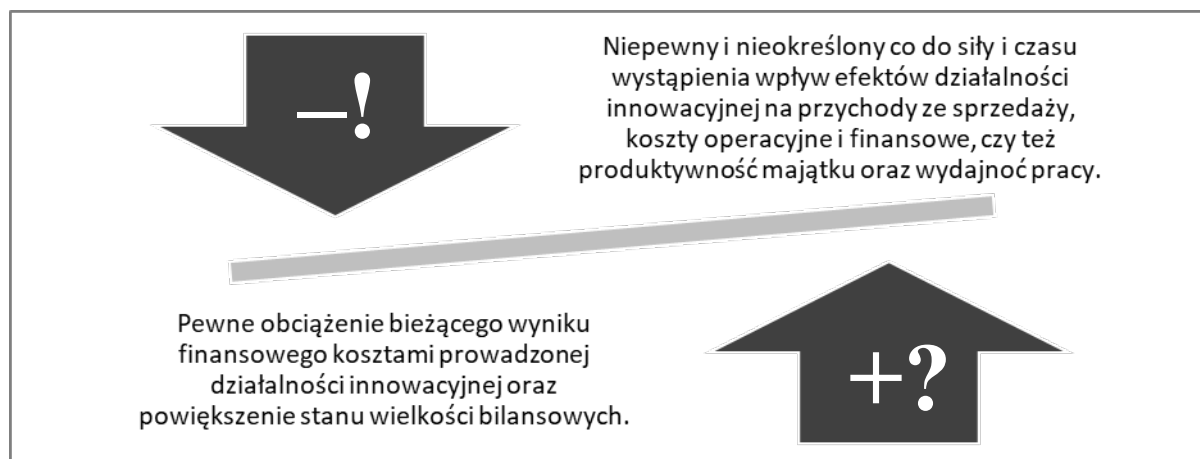 –!
Niepewny i nieokreślony co do siły i czasu
wystąpienia wpływ efektów działalności
innowacyjnej na przychody ze sprzedaży,
koszty operacyjne i finansowe, czy też
produktywność majątku oraz wydajnoć pracy.
Pewne obciążenie bieżącego wyniku
finansowego kosztami prowadzonej
działalności innowacyjnej oraz
powiększenie stanu wielkości bilansowych.
+?